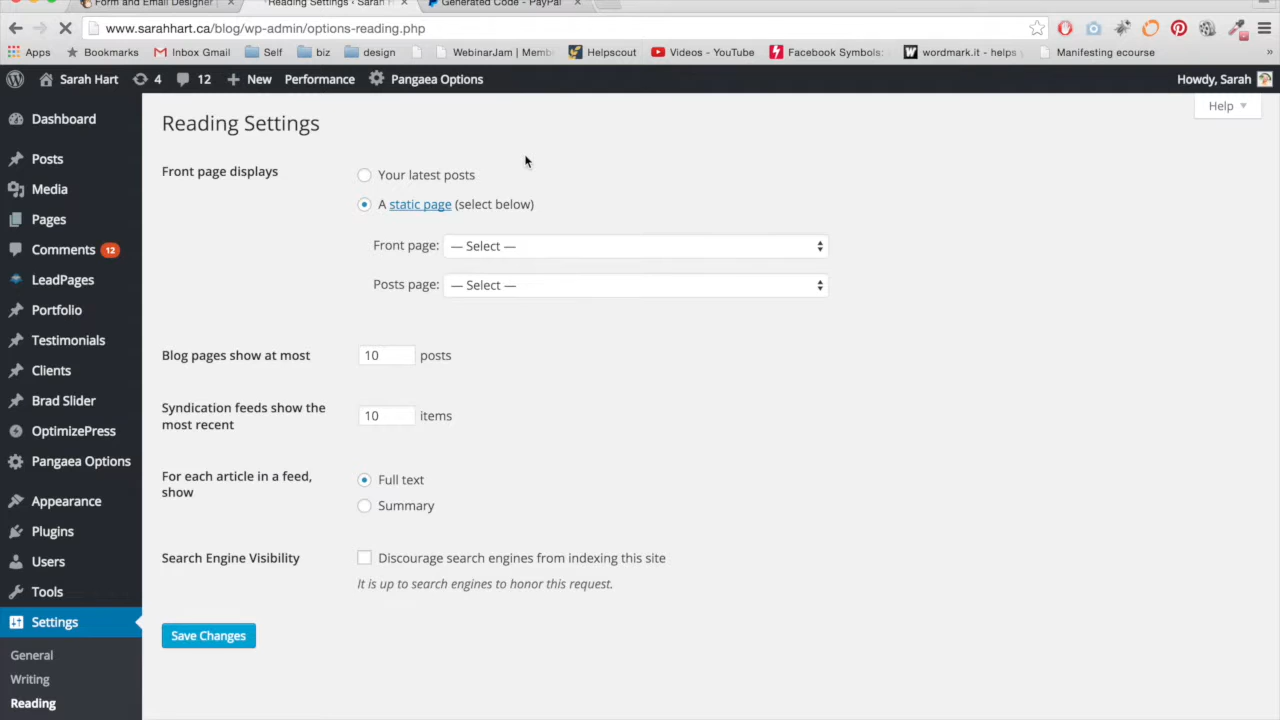 Form and Email Designer
Reading Settings ‹ Sarah H
Generated Code - PayPal
www.sarahhart.ca/blog/wp-admin/options-reading.php
Apps
Bookmarks
Inbox Gmail
Self
biz
design
WebinarJam | Memb
Helpscout
Videos - YouTube
Facebook Symbols:
wordmark.it - helps y
Manifesting ecourse
»
Sarah Hart
4
12
New
Performance
Pangaea Options
Howdy, Sarah
Help
Dashboard
Posts
Media
Pages
Comments 12
LeadPages
Portfolio
Testimonials
Clients
Brad Slider
OptimizePress
Pangaea Options
Appearance
Plugins
Users
Tools
Settings
General
Writing
Reading
Reading Settings
Front page displays
Your latest posts
A static page (select below)
Front page: — Select —
Posts page: — Select —
Blog pages show at most 10 posts
Syndication feeds show the
most recent
10 items
For each article in a feed,
show
Full text
Summary
Search Engine Visibility
Discourage search engines from indexing this site
It is up to search engines to honor this request.
Save Changes